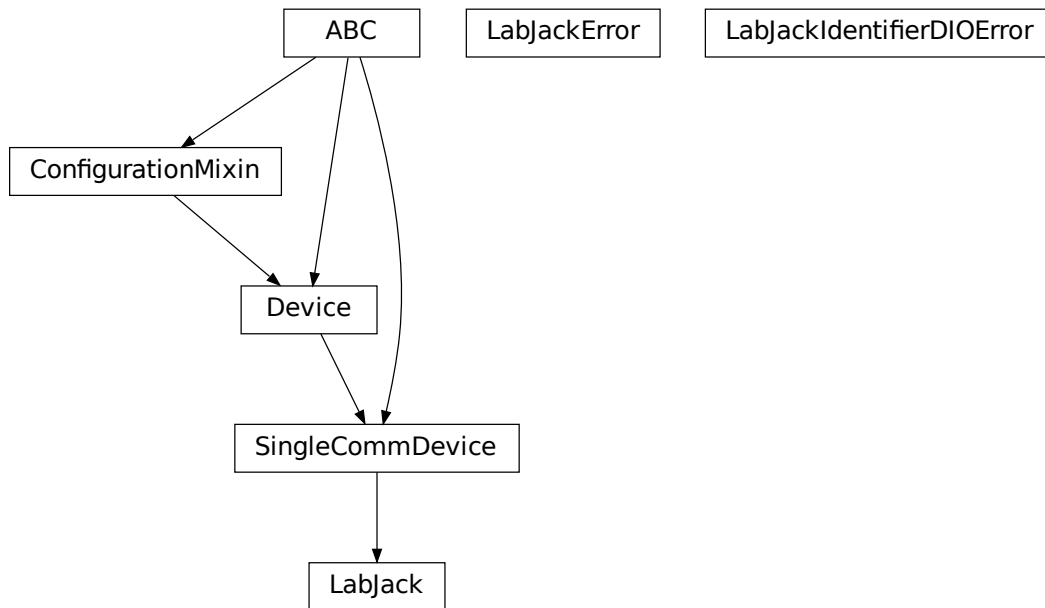 ABC
LabJackError
LabJackIdentifierDIOError
ConfigurationMixin
Device
SingleCommDevice
LabJack